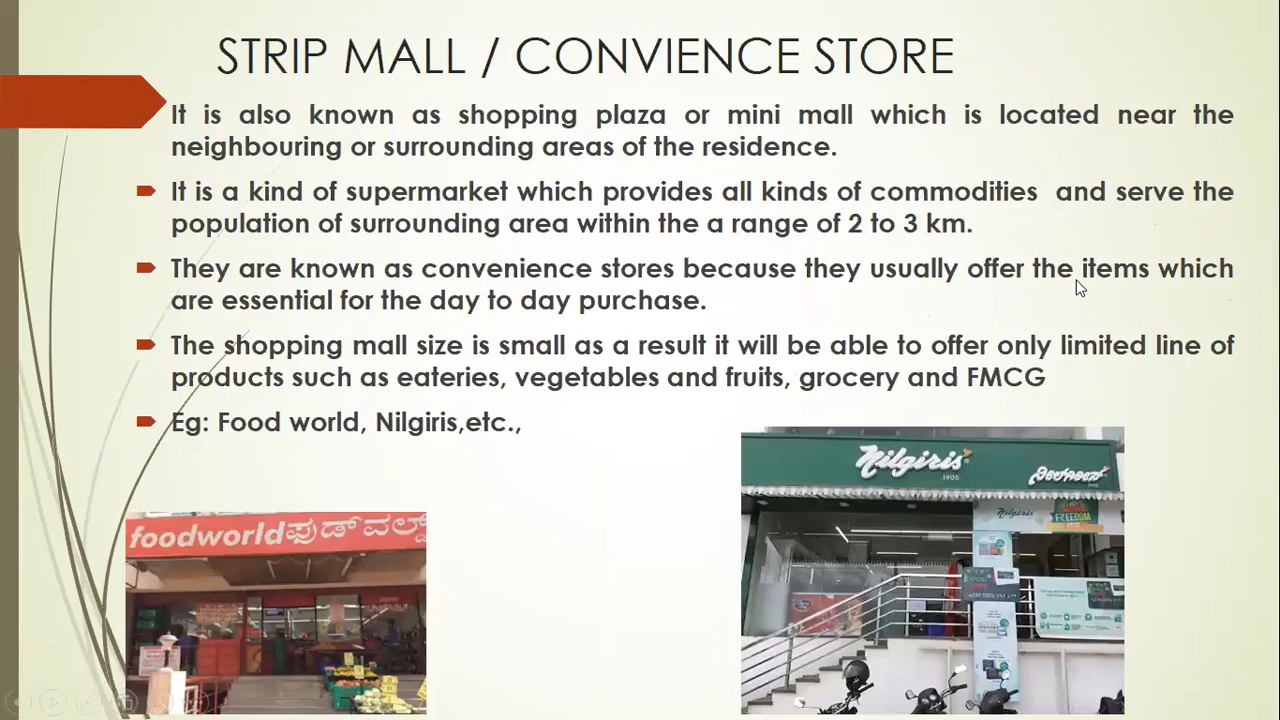 STRIP MALL / CONVIENCE STORE
It is also known as shopping plaza or mini mall which is located near the
neighbouring or surrounding areas of the residence.
It is a kind of supermarket which provides all kinds of commodities and serve the
population of surrounding area within the a range of 2 to 3 km.
They are known as convenience stores because they usually offer the items which
are essential for the day to day purchase.
The shopping mall size is small as a result it will be able to offer only limited line of
products such as eateries, vegetables and fruits, grocery and FMCG
Eg: Food world, Nilgiris,etc.,
Nilgiris
1905
ನೀಲಗಿರೀಸ್
Nilgiris
FREEDOM
foodworld ಫುಡ್‌ವರ್ಲ್ಡ್